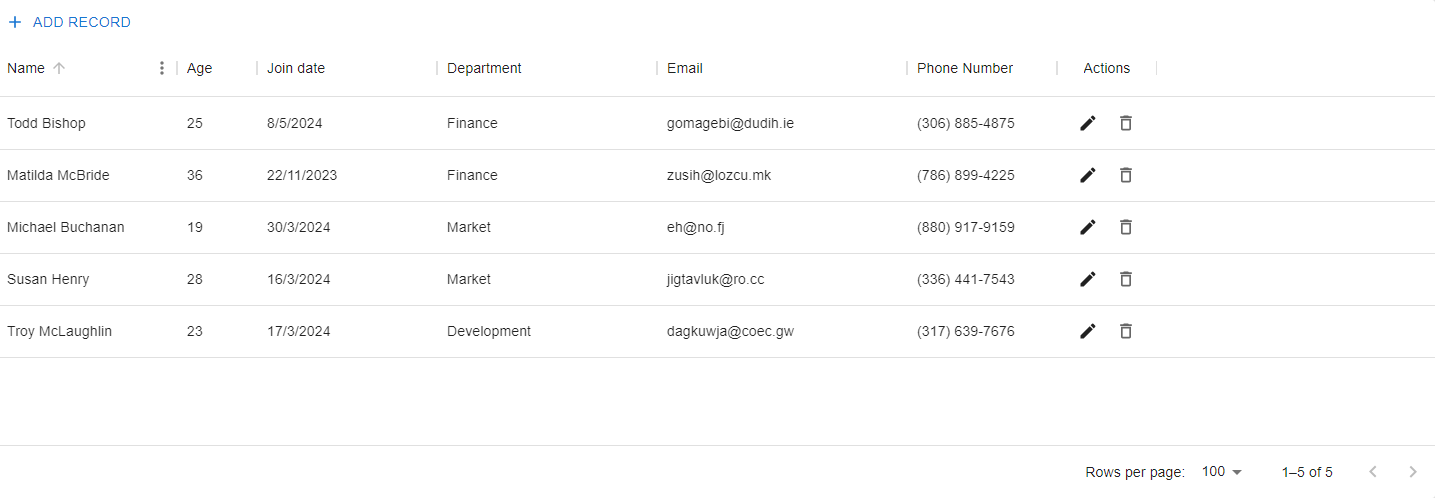 ADD RECORD
Name Age Join date Department Email Phone Number Actions
Todd Bishop 25 8/5/2024 Finance gomagebi@dudih.ie (306) 885-4875
Matilda McBride 36 22/11/2023 Finance zusih@lozcu.mk (786) 899-4225
Michael Buchanan 19 30/3/2024 Market eh@no.fj (880) 917-9159
Susan Henry 28 16/3/2024 Market jigtavluk@ro.cc (336) 441-7543
Troy McLaughlin 23 17/3/2024 Development dagkuwja@coec.gw (317) 639-7676
Rows per page: 100 1–5 of 5